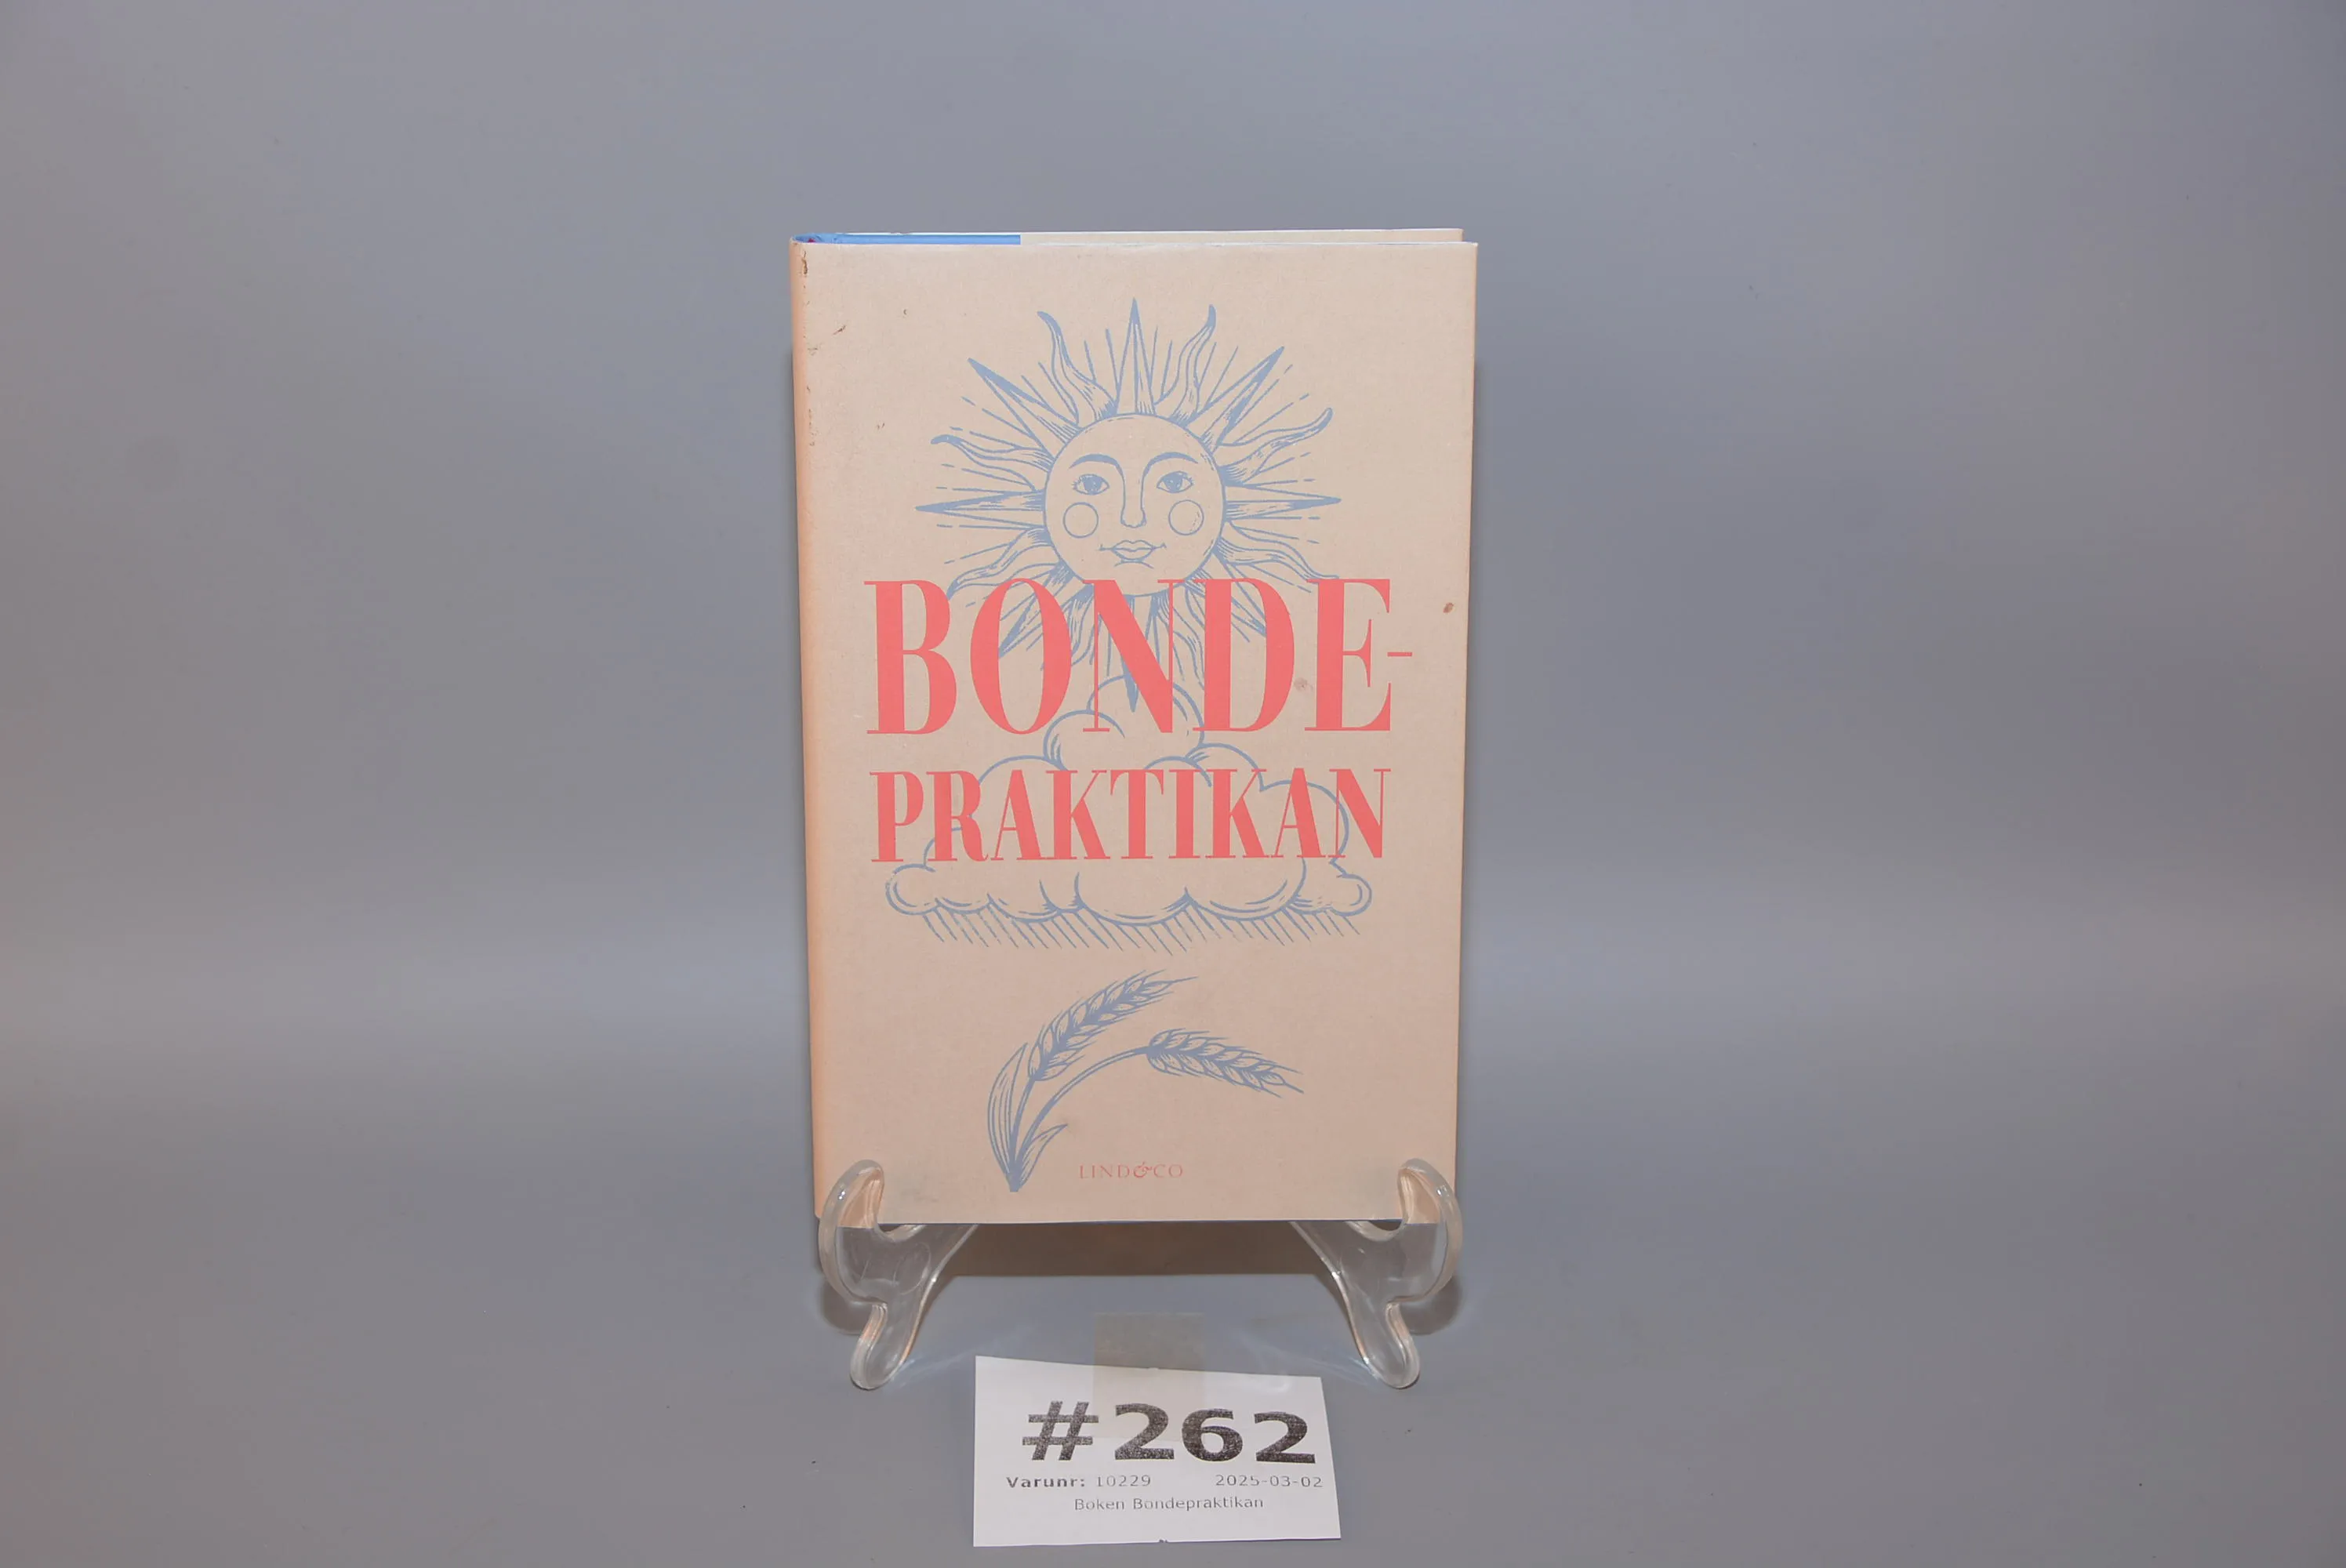 BONDE-
PRAKTIKAN
LIND&CO
#262
Varunr: 10229 2025-03-02
Boken Bondepraktikan